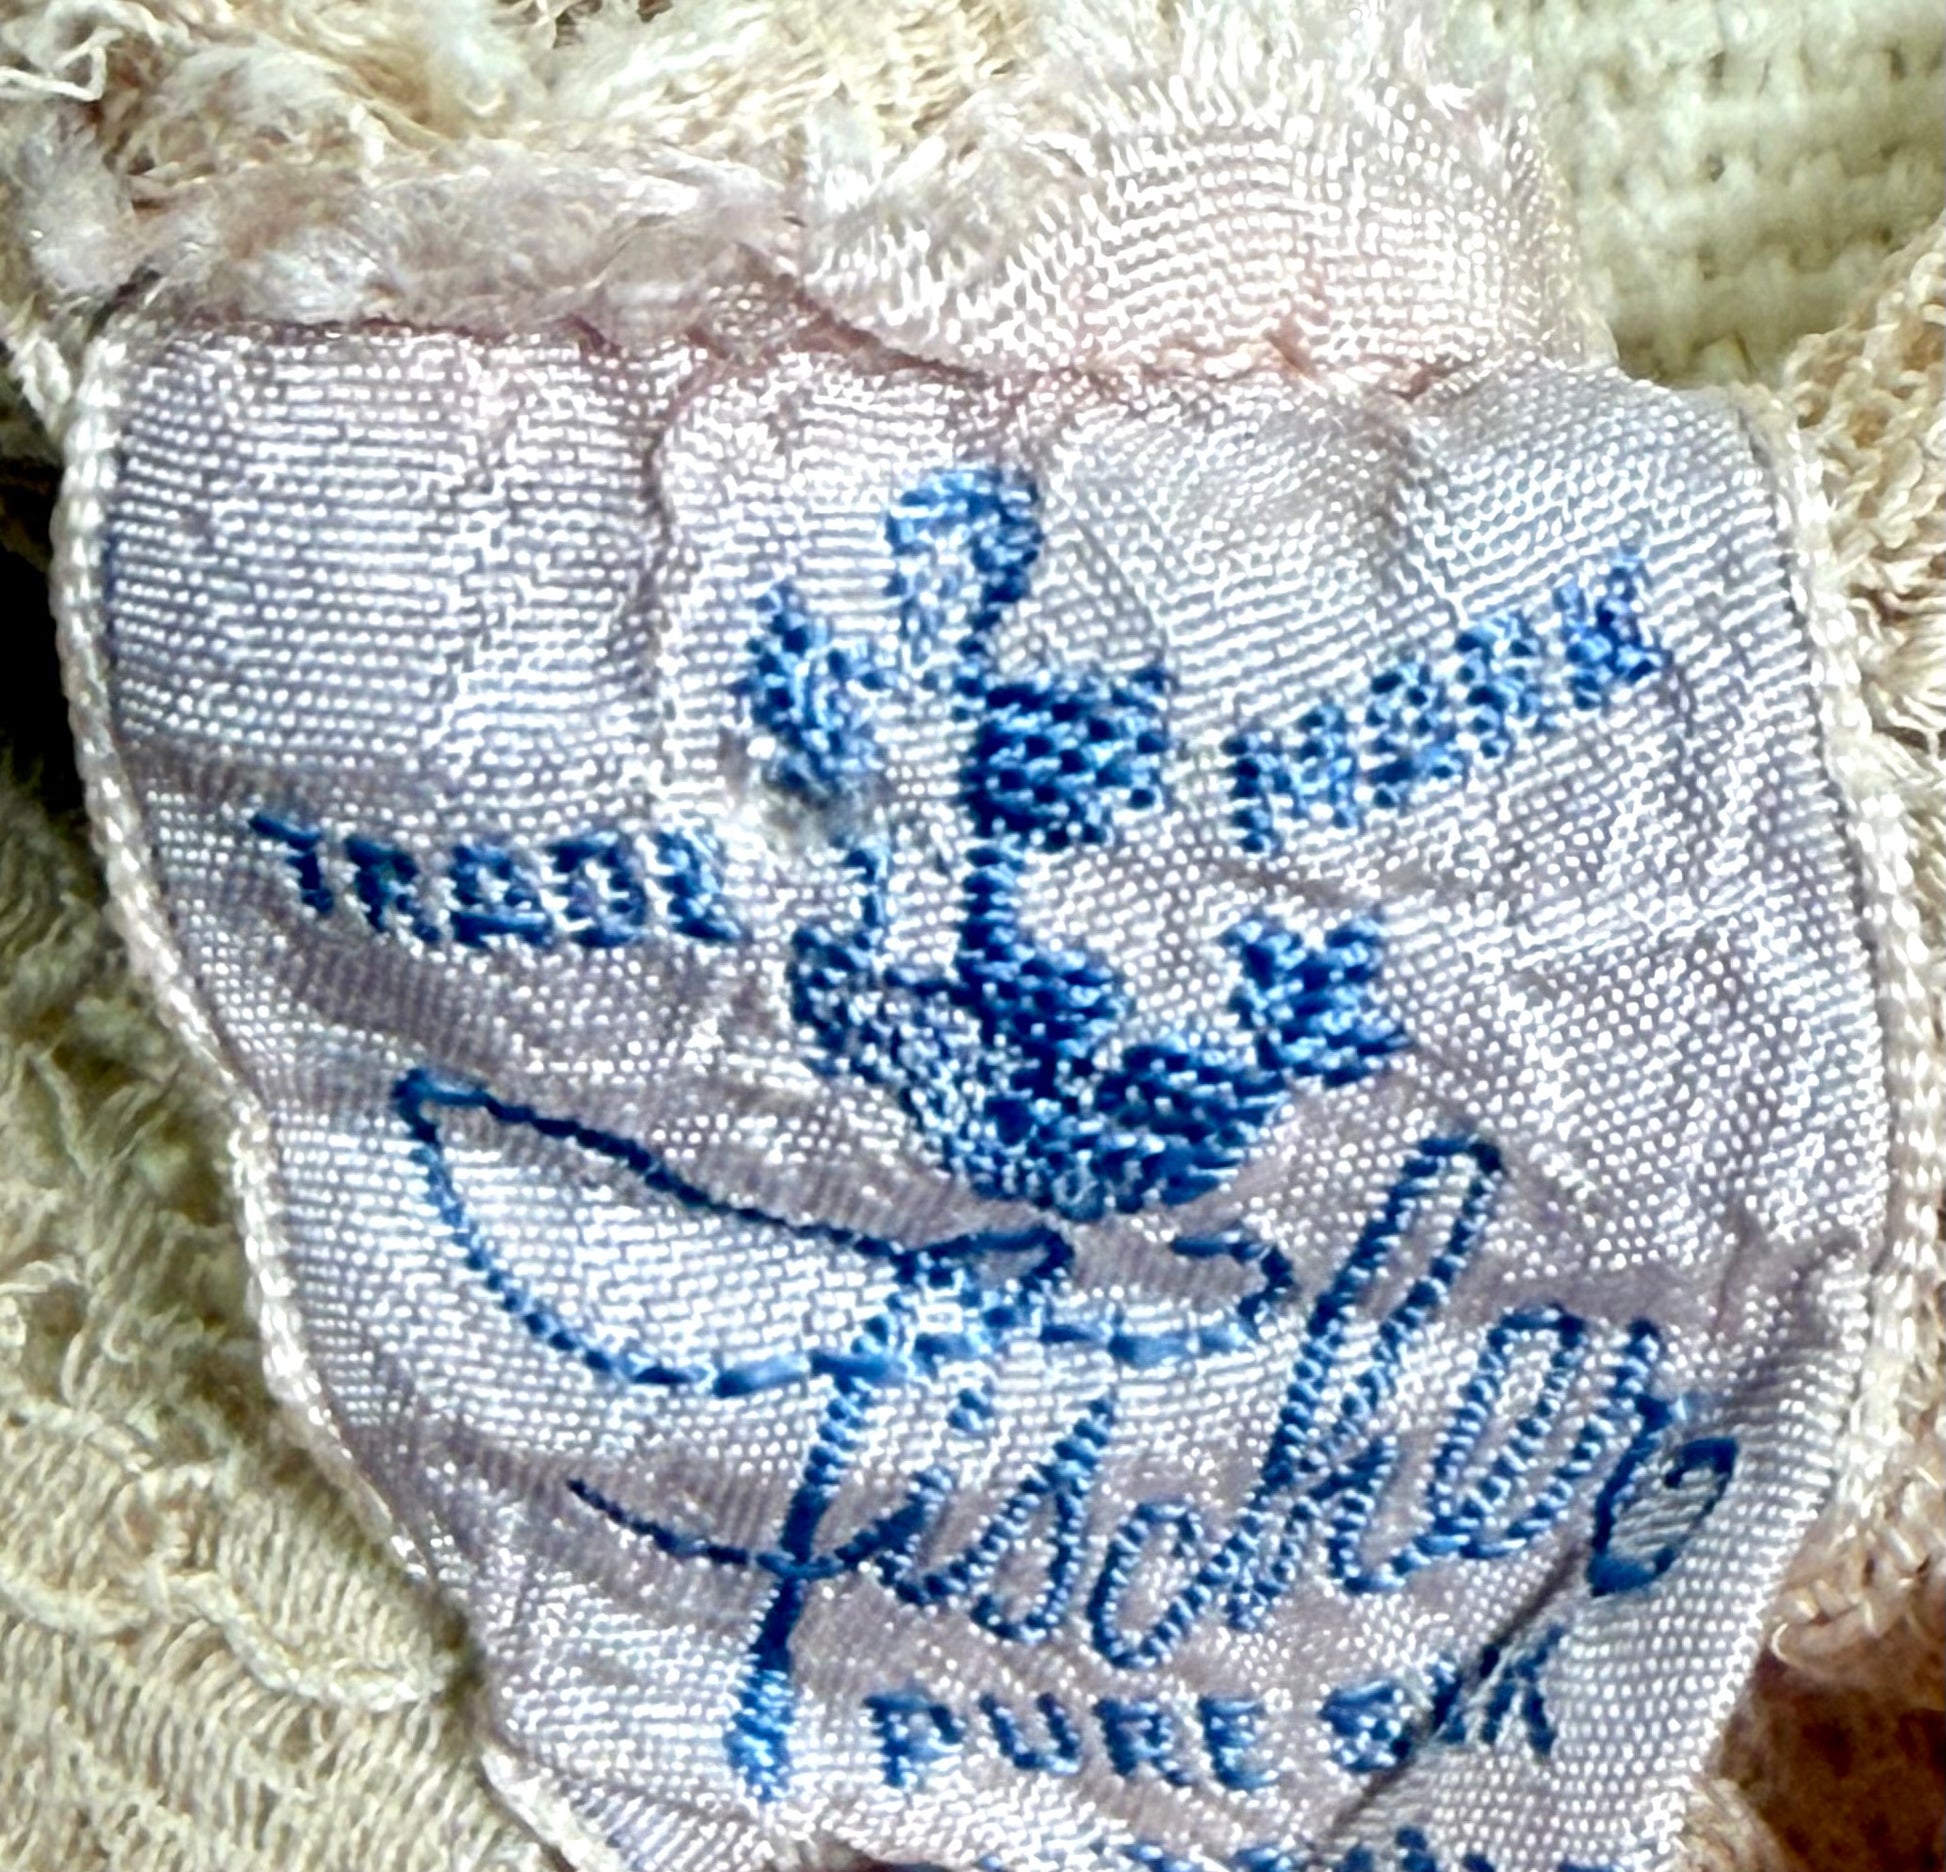 TRADE MARK
Fischer
PURE SILK